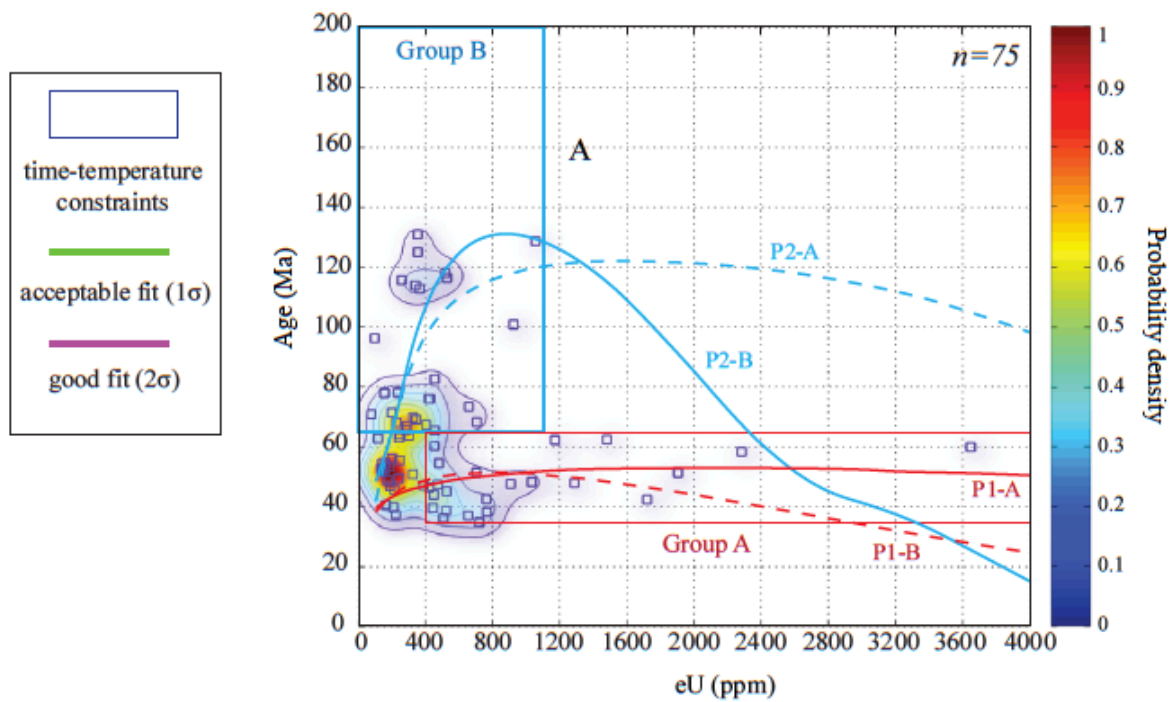 time-temperature
constraints
acceptable fit (1σ)
good fit (2σ)
Group B
n=75
A
P2-A
P2-B
P1-A
Group A
P1-B
200
180
160
140
120
100
80
60
40
20
0
Age (Ma)
0 400 800 1200 1600 2000 2400 2800 3200 3600 4000
eU (ppm)
1
0.9
0.8
0.7
0.6
0.5
0.4
0.3
0.2
0.1
0
Probability density